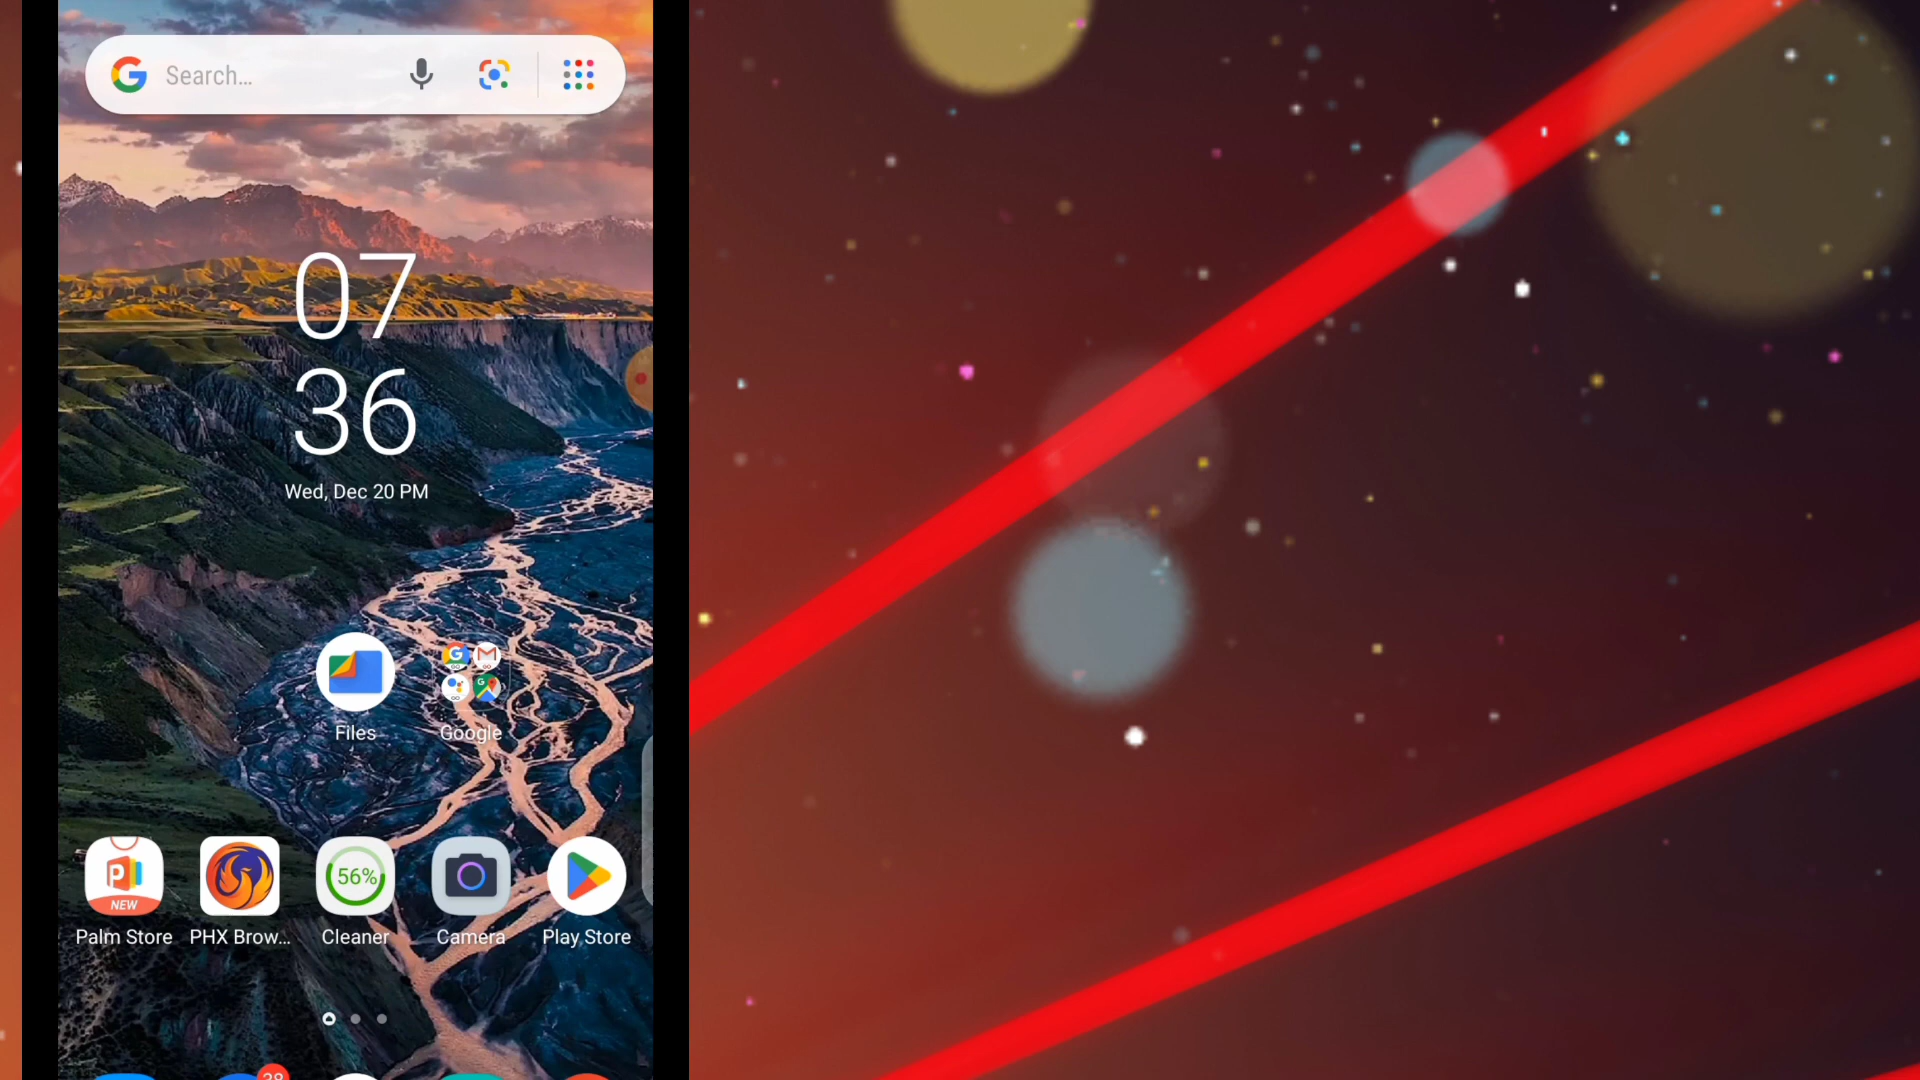 Search...
07
36
Wed, Dec 20 PM
Files
Google
NEW
56%
Palm Store
PHX Brow...
Cleaner
Camera
Play Store